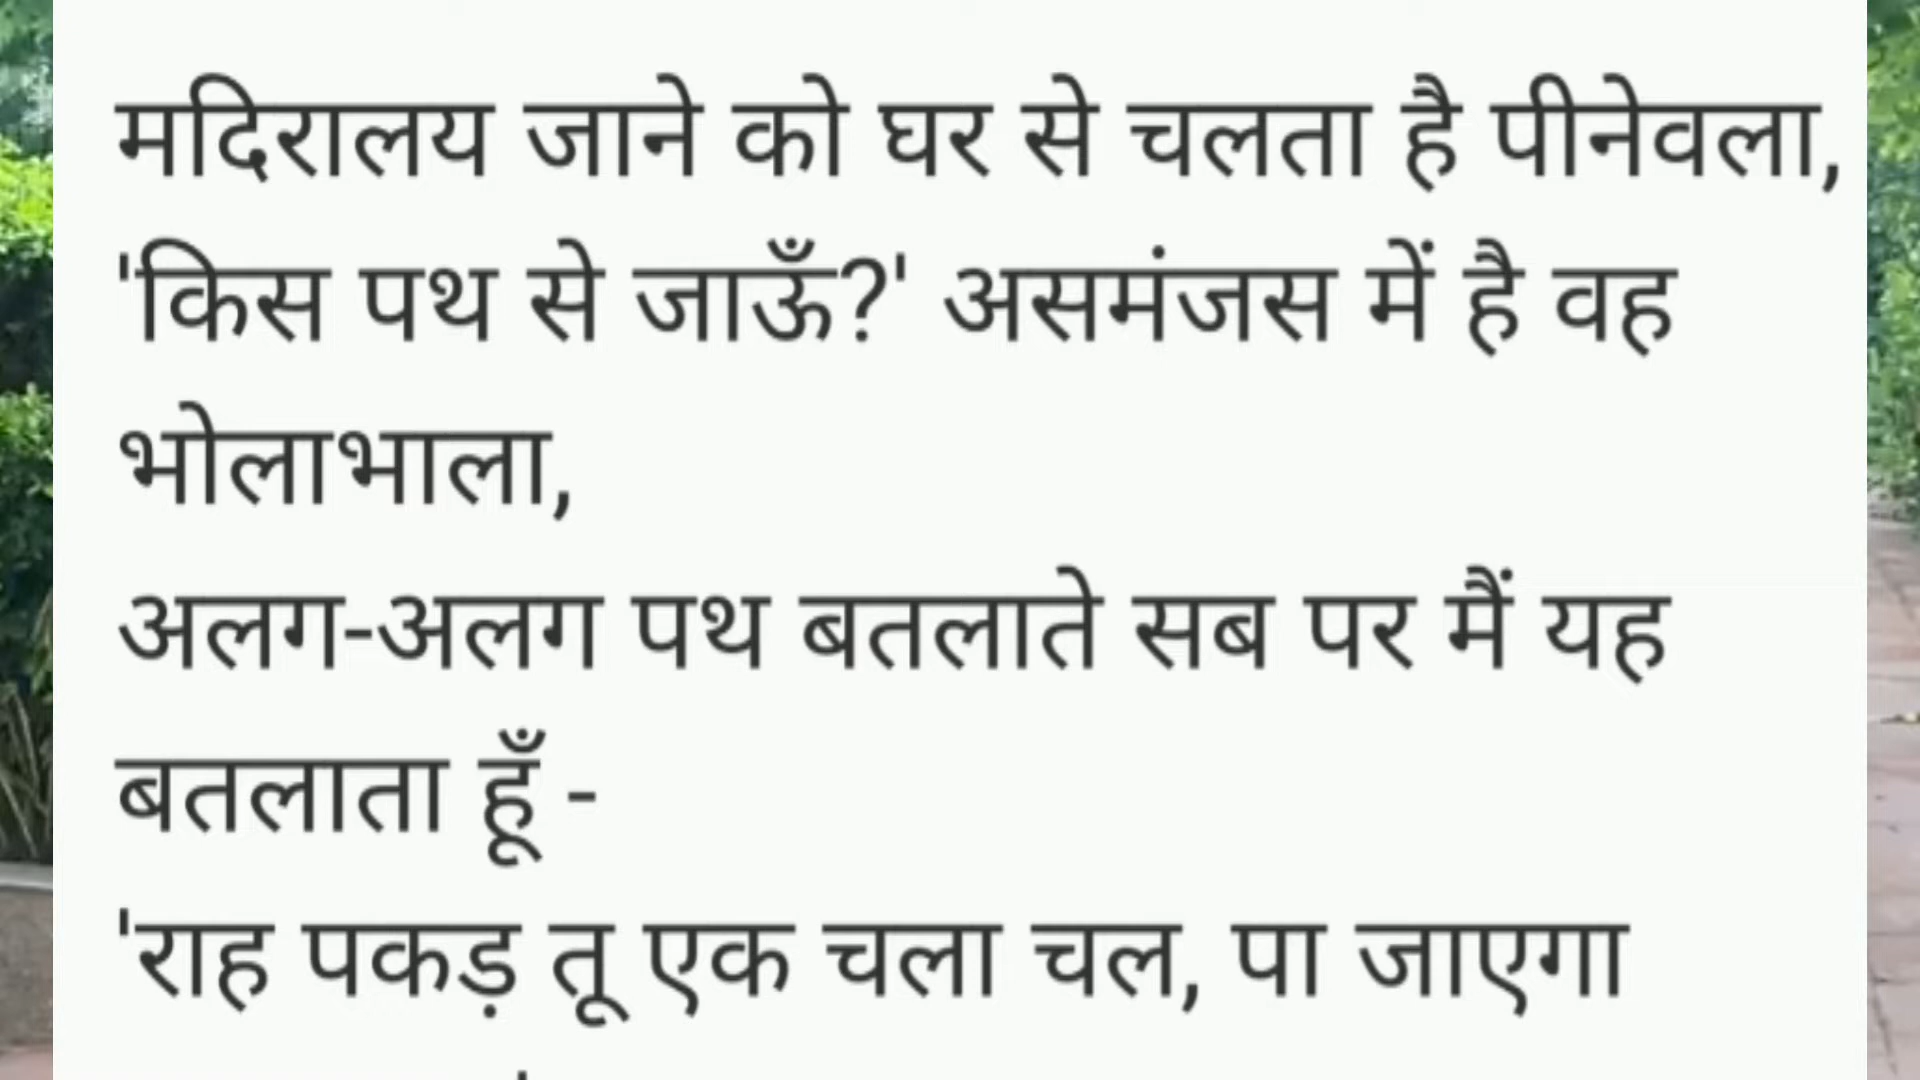 मदिरालय जाने को घर से चलता है पीनेवला,
'किस पथ से जाऊँ?' असमंजस में है वह
भोलाभाला,
अलग-अलग पथ बतलाते सब पर मैं यह
बतलाता हूँ -
'राह पकड़ तू एक चला चल, पा जाएगा